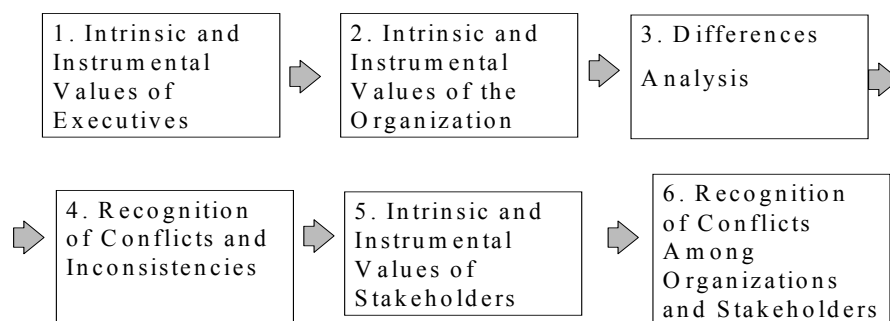 1. Intrinsic and
Instrumental
Values of
Executives
2. Intrinsic and
Instrumental
Values of the
Organization
3. Differences
Analysis
4. Recognition
of Conflicts and
Inconsistencies
5. Intrinsic and
Instrumental
Values of
Stakeholders
6. Recognition
of Conflicts
Among
Organizations
and Stakeholders